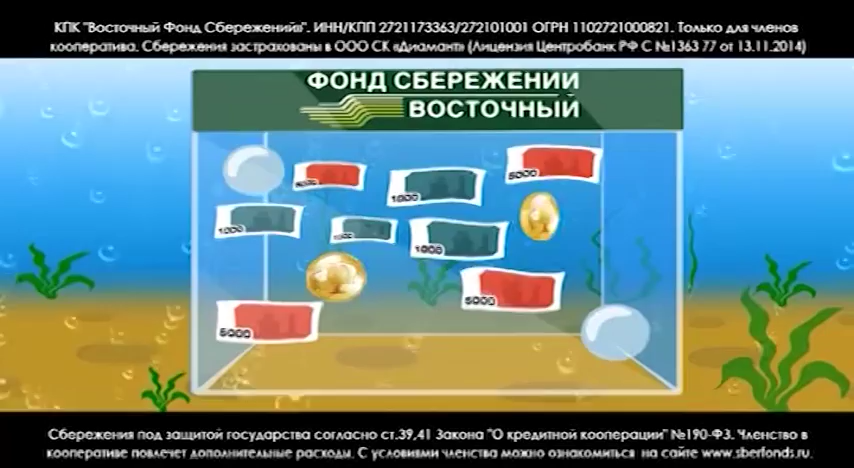 КПК "Восточный Фонд Сбережений". ИНН/КПП 2721173363/272101001 ОГРН 1102721000821. Только для членов
кооператива. Сбережения застрахованы в ООО СК «Диамант» (Лицензия Центробанк РФ С №1363 77 от 13.11.2014)
ФОНД СБЕРЕЖЕНИЙ
ВОСТОЧНЫЙ
5000
1000
5000
1000
1000
1000
5000
5000
Сбережения под защитой государства согласно ст.39,41 Закона "О кредитной кооперации" №190-ФЗ. Членство в
кооперативе повлечет дополнительные расходы. С условиями членства можно ознакомиться на сайте www.sberfonds.ru.